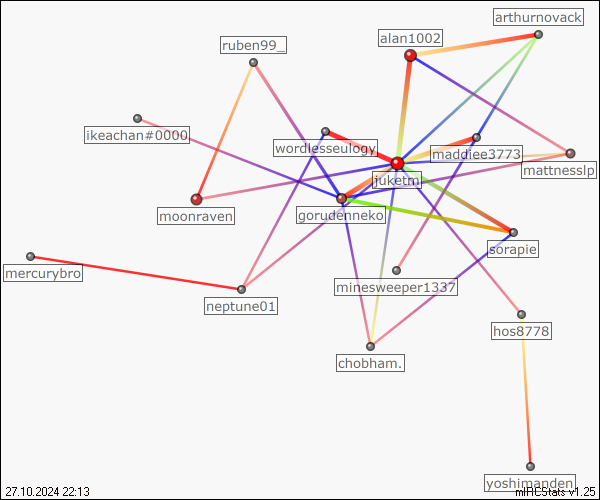 arthurnovack
alan1002
ruben99_
ikeachan#0000
wordlesseulogy
maddiee3773
mattnesslp
juketm
moonraven
gorudenneko
sorapie
mercurybro
minesweeper1337
neptune01
hos8778
chobham.
yoshimanden
27.10.2024 22:13
mIRCStats v1.25